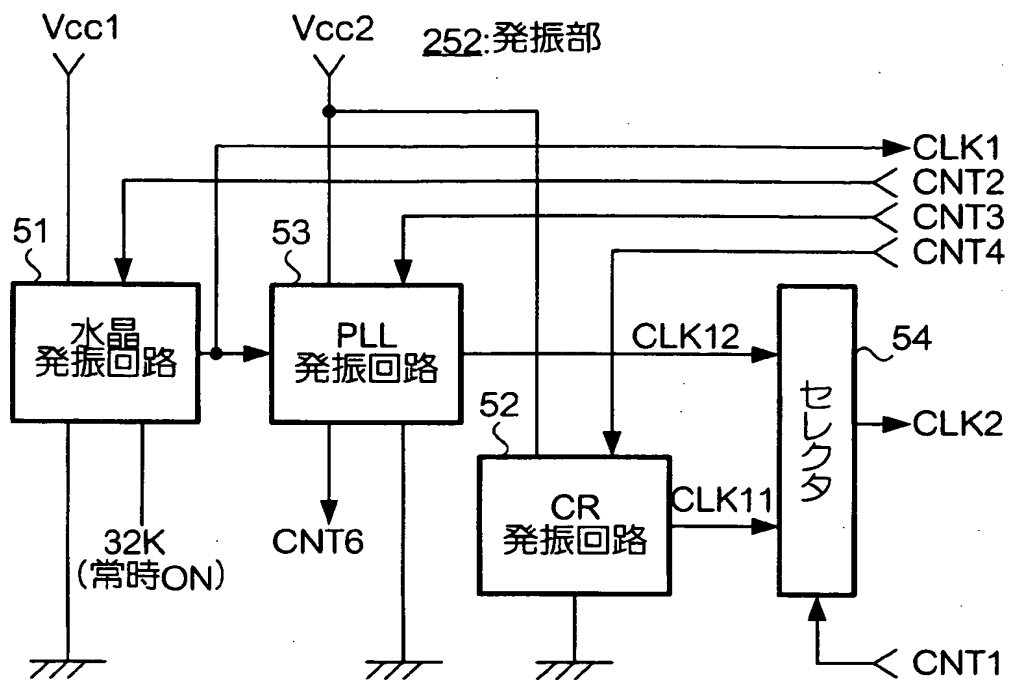 Vcc1
Vcc2
252:発振部
CLK1
CNT2
CNT3
CNT4
51
53
水晶
発振回路
PLL
発振回路
CLK12
54
52
セレクタ
CLK2
CR
発振回路
CLK11
32K
(常時ON)
CNT6
CNT1